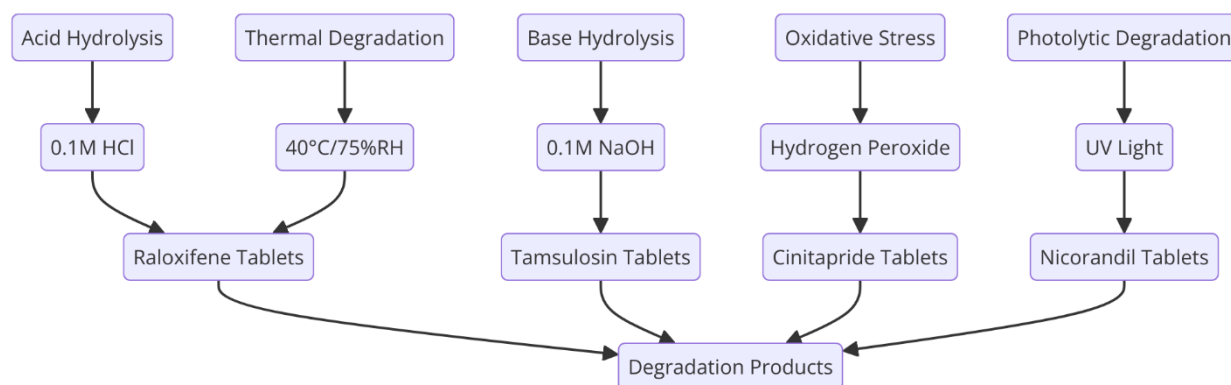 Acid Hydrolysis
Thermal Degradation
Base Hydrolysis
Oxidative Stress
Photolytic Degradation
0.1M HCl
40°C/75%RH
0.1M NaOH
Hydrogen Peroxide
UV Light
Raloxifene Tablets
Tamsulosin Tablets
Cinitapride Tablets
Nicorandil Tablets
Degradation Products